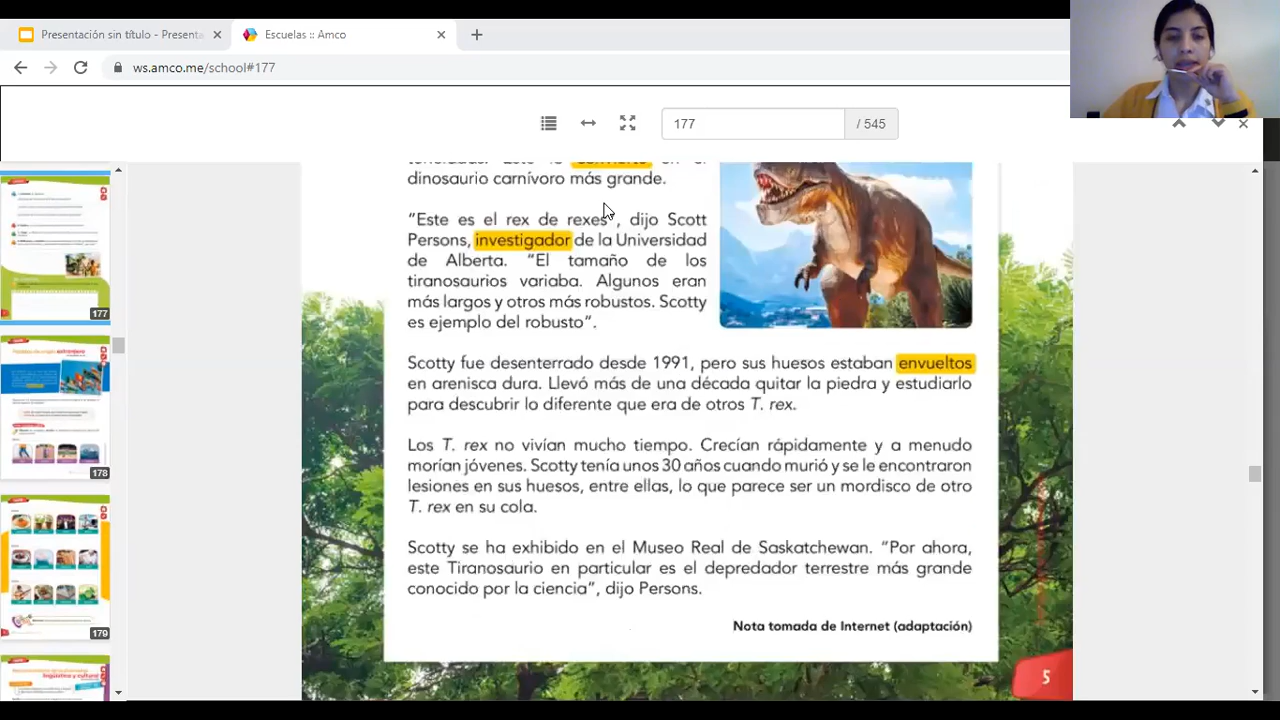 Presentación sin título - Presenta
Escuelas :: Amco
ws.amco.me/school#177
177
/ 545
dinosaurio carnívoro más grande.
"Este es el rex de rexes", dijo Scott
Persons, investigador de la Universidad
de Alberta. "El tamaño de los
tiranosaurios variaba. Algunos eran
más largos y otros más robustos. Scotty
es ejemplo del robusto".
Scotty fue desenterrado desde 1991, pero sus huesos estaban envueltos
en arenisca dura. Llevó más de una década quitar la piedra y estudiarlo
para descubrir lo diferente que era de otros T. rex.
Los T. rex no vivían mucho tiempo. Crecían rápidamente y a menudo
morían jóvenes. Scotty tenía unos 30 años cuando murió y se le encontraron
lesiones en sus huesos, entre ellas, lo que parece ser un mordisco de otro
T. rex en su cola.
Scotty se ha exhibido en el Museo Real de Saskatchewan. "Por ahora,
este Tiranosaurio en particular es el depredador terrestre más grande
conocido por la ciencia", dijo Persons.
Nota tomada de Internet (adaptación)
5
177
178
179